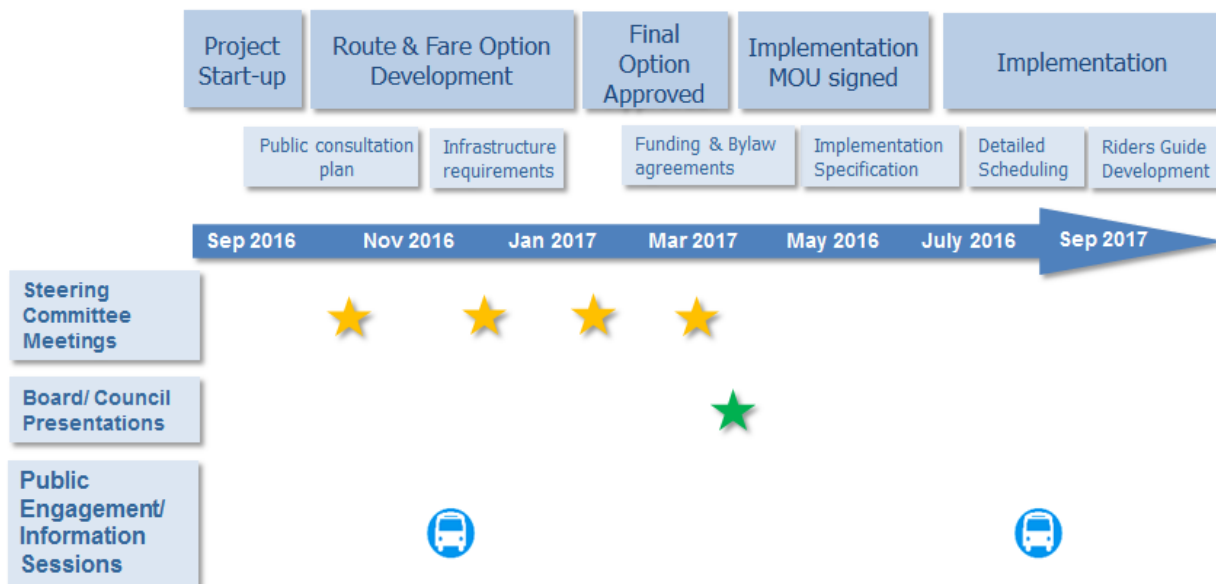 Project
Start-up
Route & Fare Option
Development
Final
Option
Approved
Implementation
MOU signed
Implementation
Public consultation
plan
Infrastructure
requirements
Funding & Bylaw
agreements
Implementation
Specification
Detailed
Scheduling
Riders Guide
Development
Sep 2016 Nov 2016 Jan 2017 Mar 2017 May 2016 July 2016 Sep 2017
Steering
Committee
Meetings
Board/ Council
Presentations
Public
Engagement/
Information
Sessions